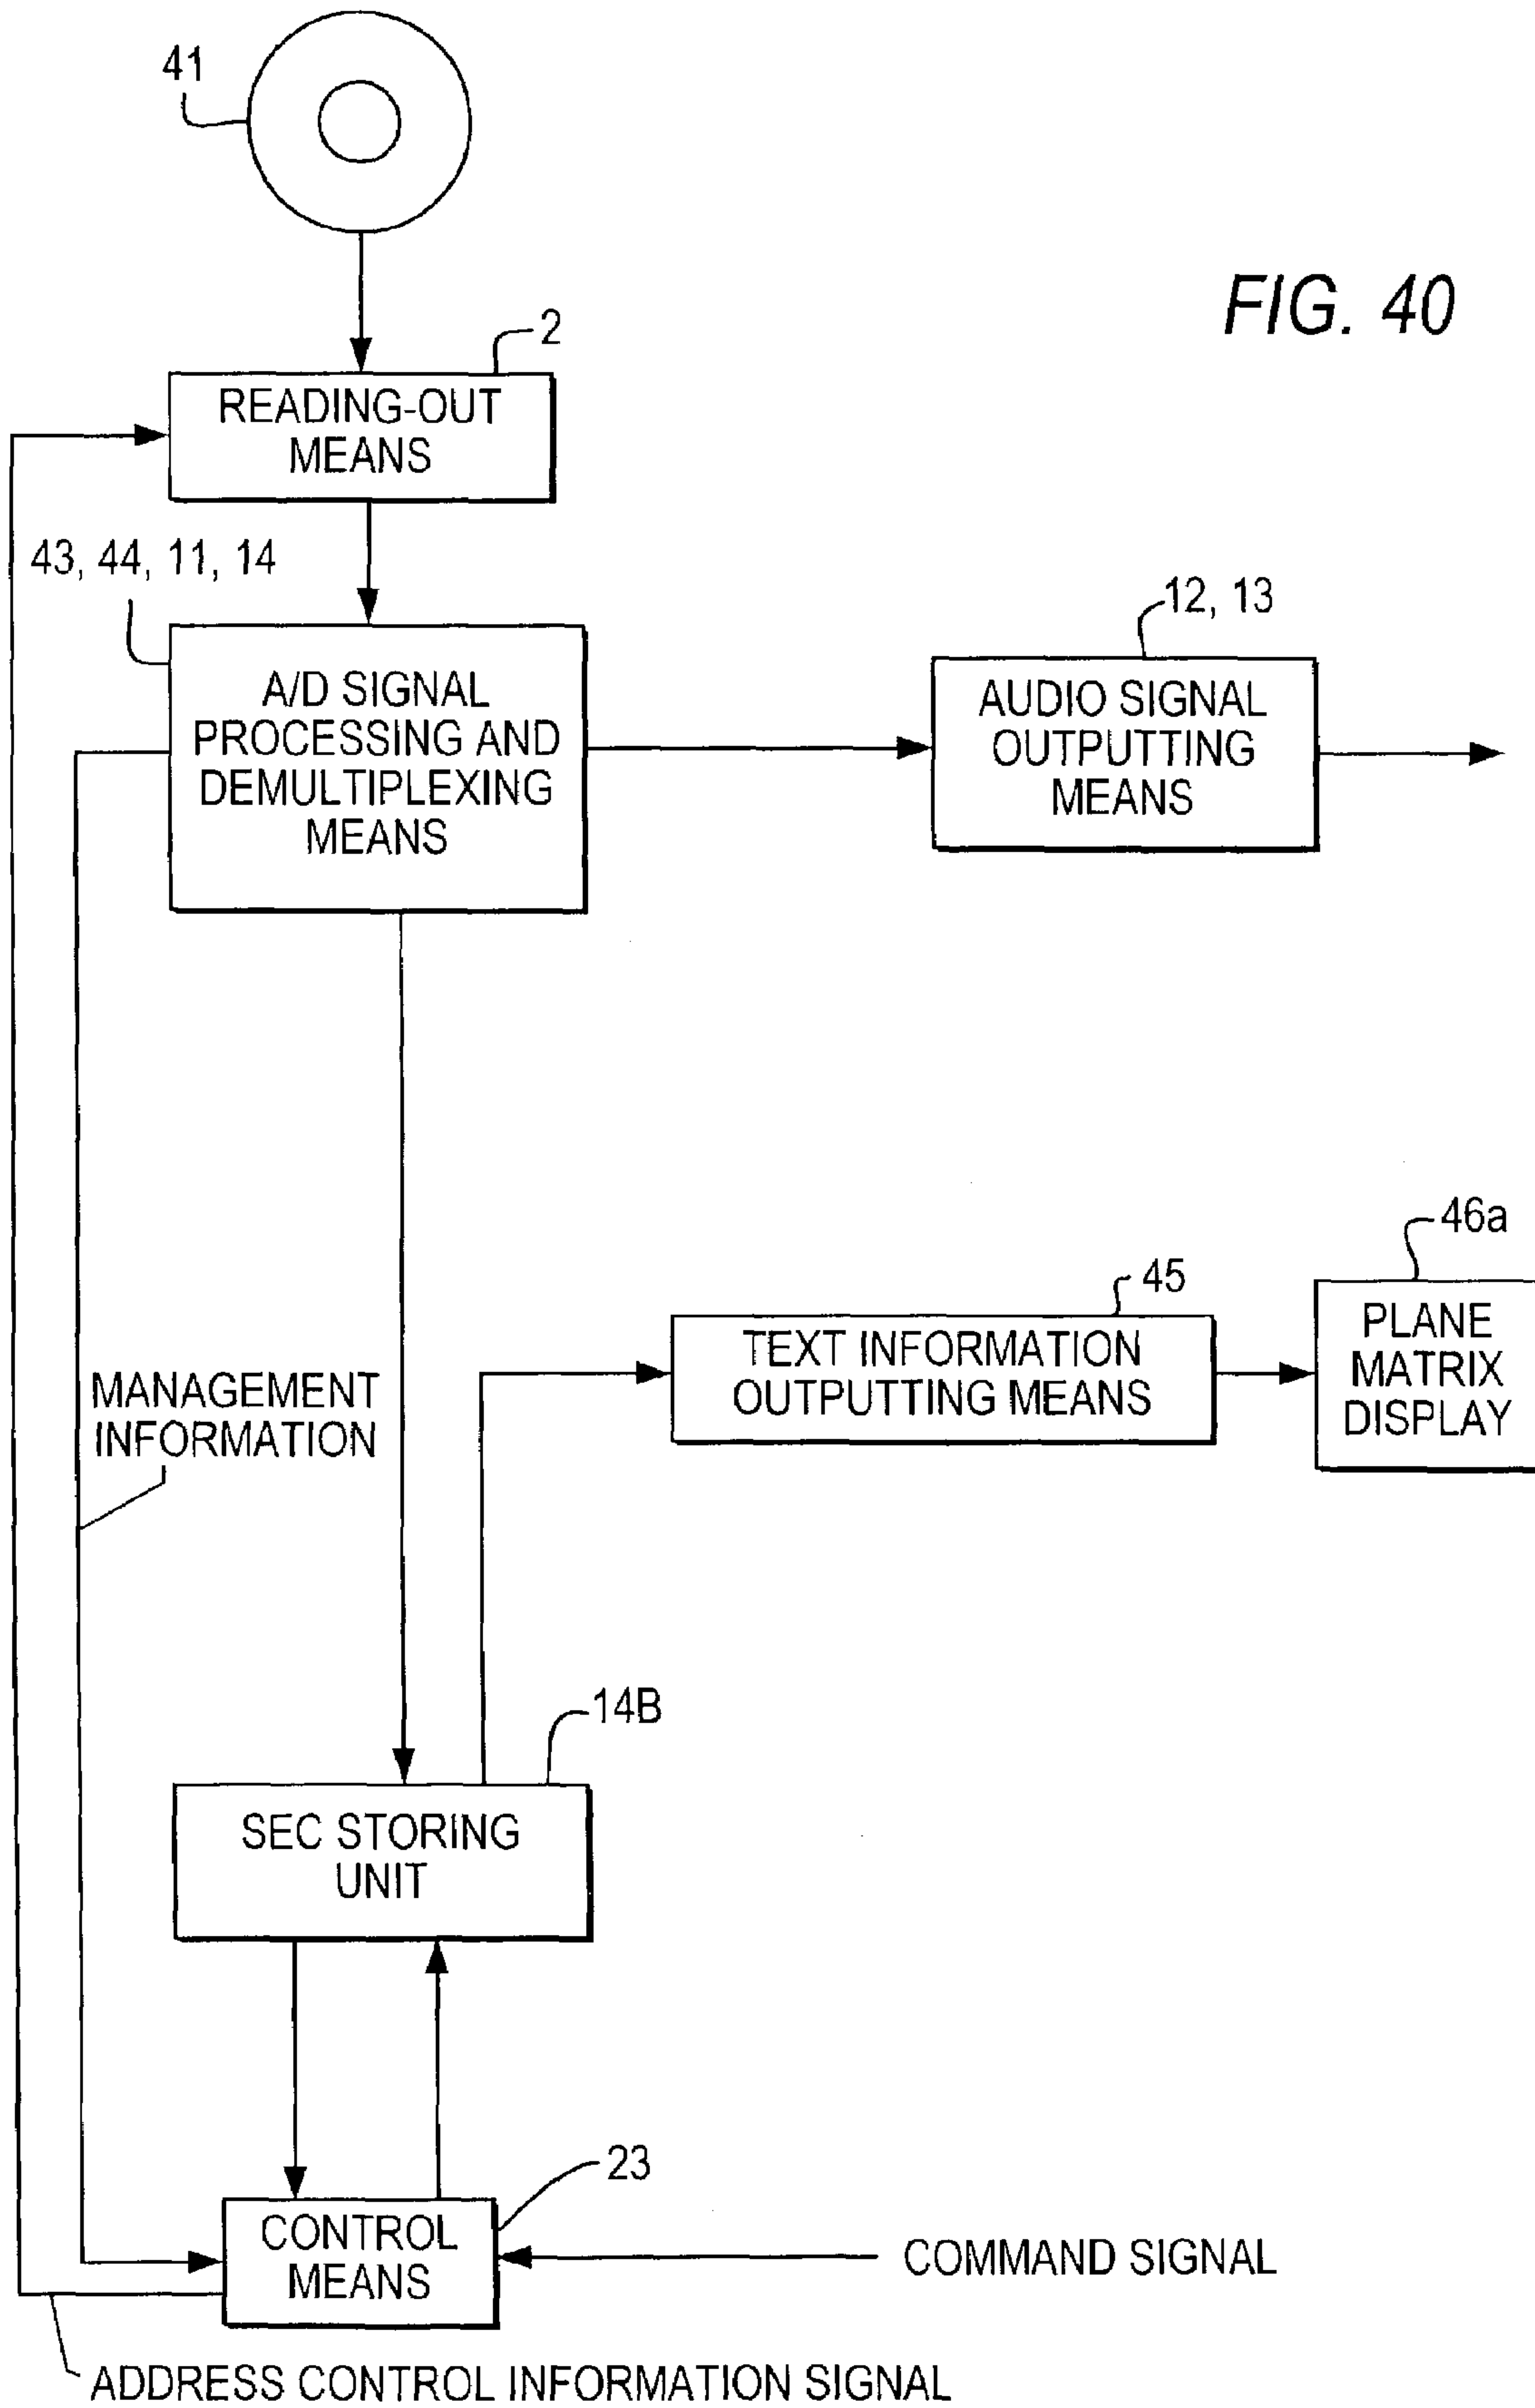 41
FIG. 40
2
READING-OUT
MEANS
43, 44, 11, 14
12, 13
A/D SIGNAL
PROCESSING AND
DEMULTIPLEXING
MEANS
AUDIO SIGNAL
OUTPUTTING
MEANS
46a
45
PLANE
MATRIX
DISPLAY
TEXT INFORMATION
OUTPUTTING MEANS
MANAGEMENT
INFORMATION
14B
SEC STORING
UNIT
23
CONTROL
MEANS
COMMAND SIGNAL
ADDRESS CONTROL INFORMATION SIGNAL